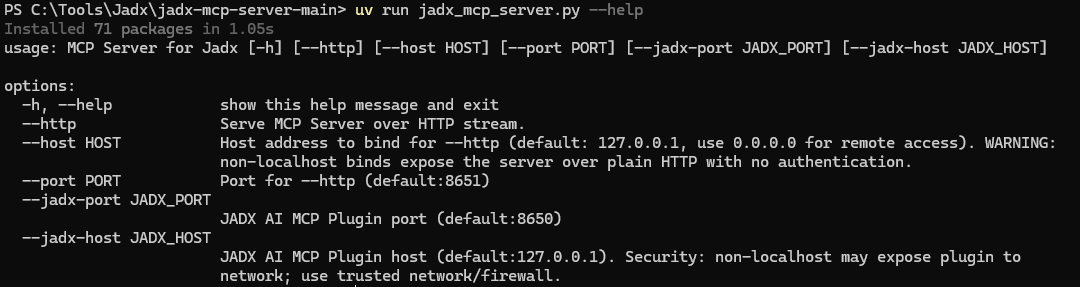 PS C:\Tools\Jadx\jadx-mcp-server-main> uv run jadx_mcp_server.py --help
Installed 71 packages in 1.05s
usage: MCP Server for Jadx [-h] [--http] [--host HOST] [--port PORT] [--jadx-port JADX_PORT] [--jadx-host JADX_HOST]

options:
  -h, --help            show this help message and exit
  --http                Serve MCP Server over HTTP stream.
  --host HOST           Host address to bind for --http (default: 127.0.0.1, use 0.0.0.0 for remote access). WARNING:
                        non-localhost binds expose the server over plain HTTP with no authentication.
  --port PORT           Port for --http (default:8651)
  --jadx-port JADX_PORT
                        JADX AI MCP Plugin port (default:8650)
  --jadx-host JADX_HOST
                        JADX AI MCP Plugin host (default:127.0.0.1). Security: non-localhost may expose plugin to
                        network; use trusted network/firewall.